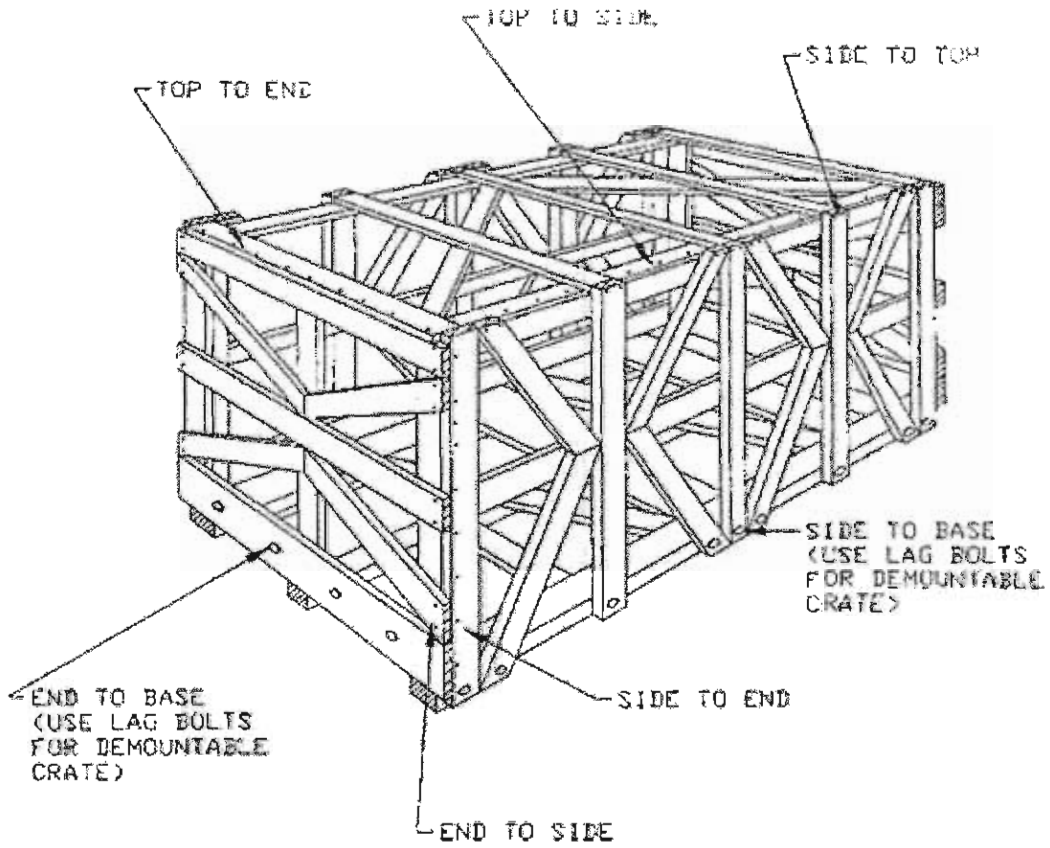 TOP TO SIDE
SIDE TO TOP
TOP TO END
SIDE TO BASE
(USE LAG BOLTS
FOR DEMOUNTABLE
CRATE)
END TO BASE
(USE LAG BOLTS
FOR DEMOUNTABLE
CRATE)
SIDE TO END
END TO SIDE